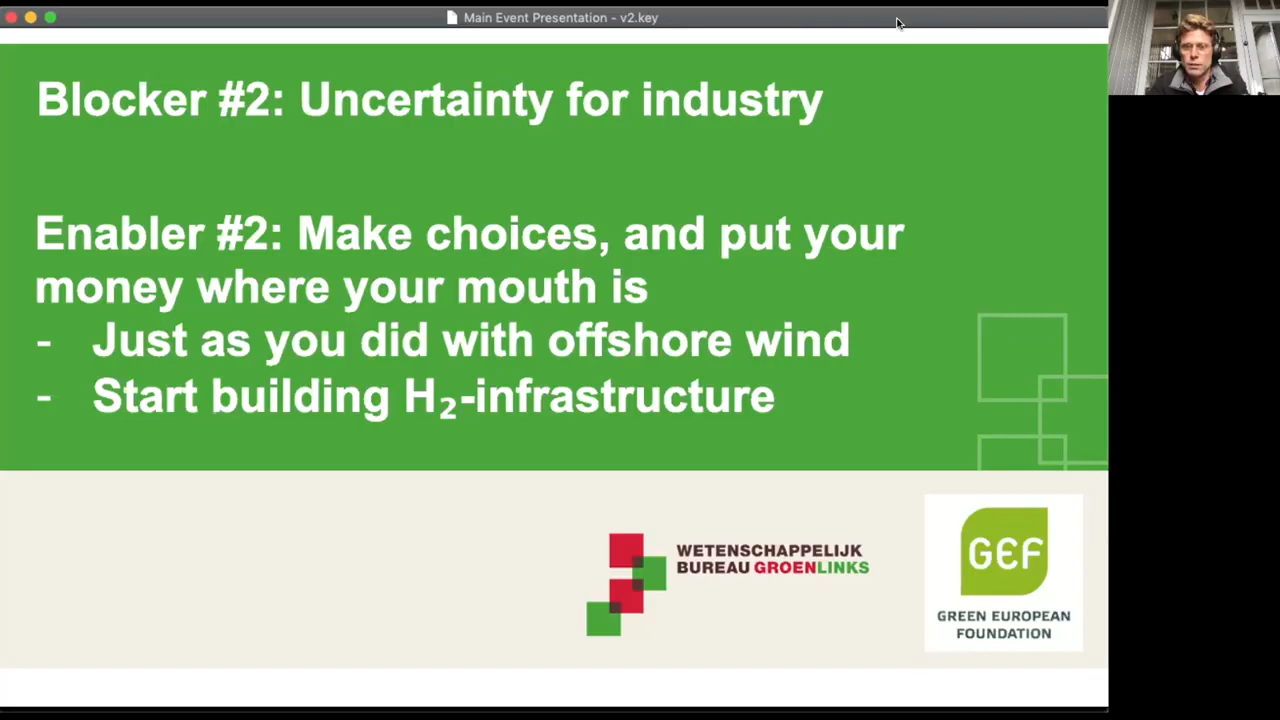 Main Event Presentation - v2.key
Blocker #2: Uncertainty for industry
Enabler #2: Make choices, and put your
money where your mouth is
- Just as you did with offshore wind
- Start building H₂-infrastructure
WETENSCHAPPELIJK
BUREAU GROENLINKS
GEF
GREEN EUROPEAN
FOUNDATION